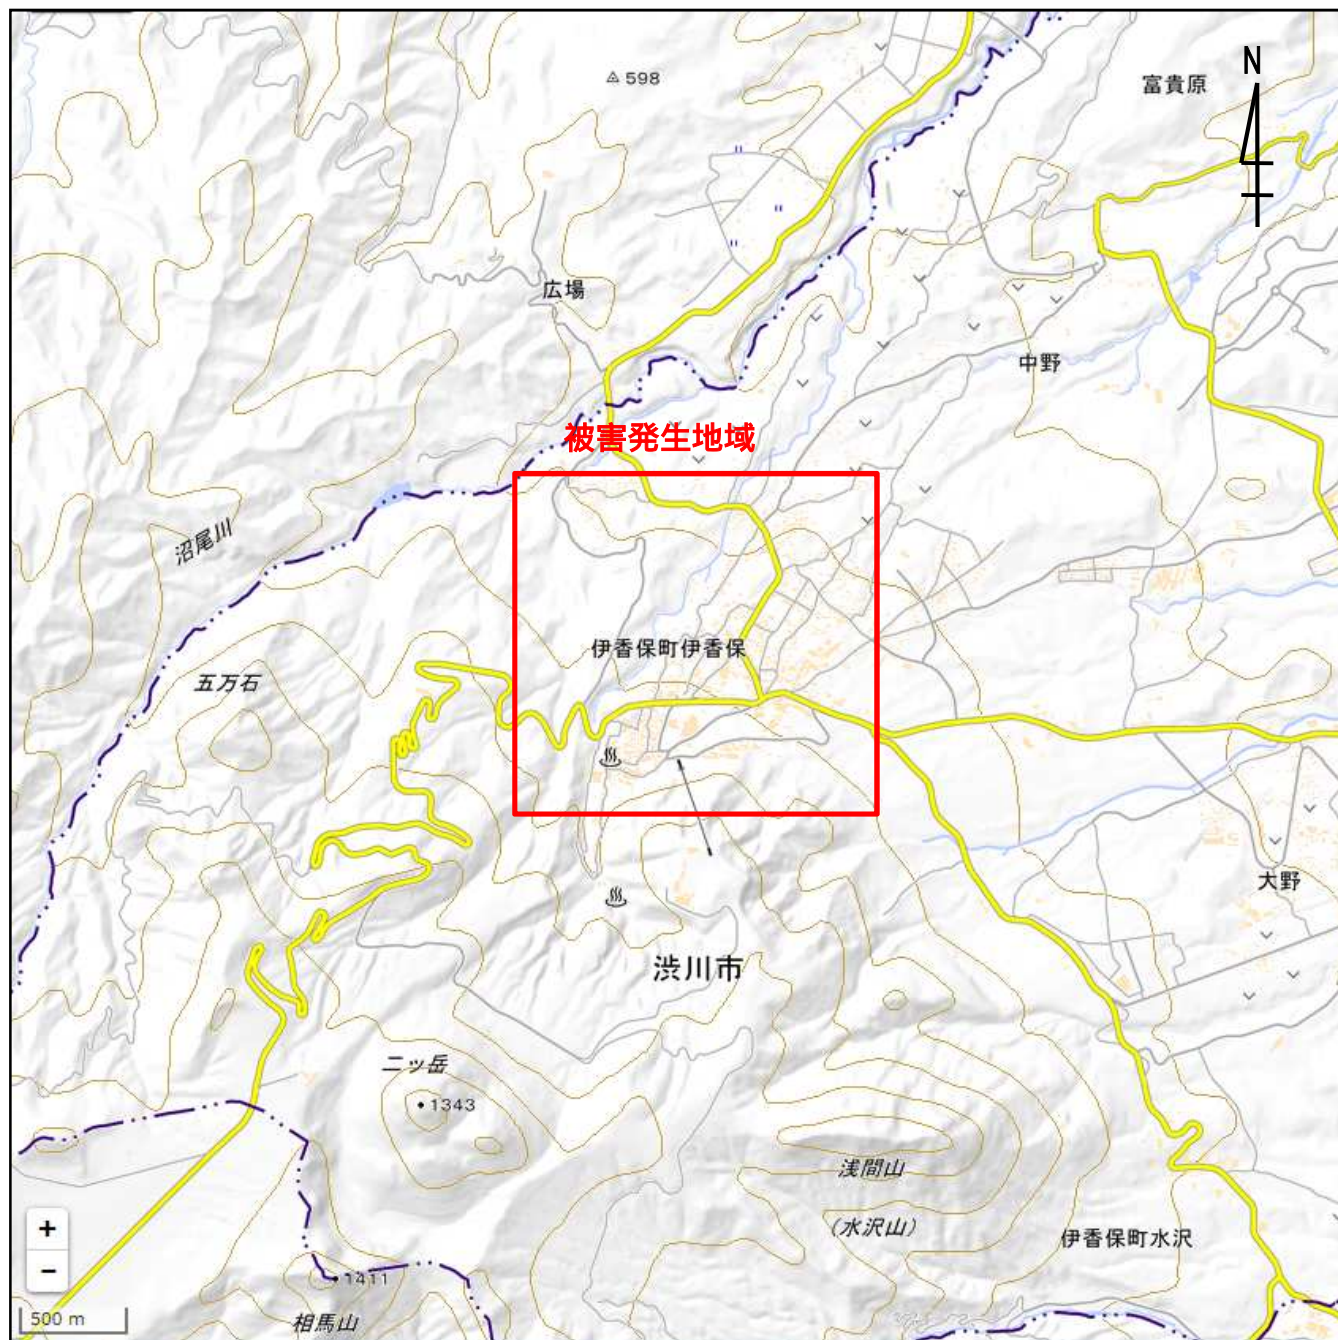 598
N
富貴原
広場
中野
被害発生地域
沼尾川
伊香保町伊香保
五万石
大野
渋川市
二ッ岳
1343
浅間山
(水沢山)
伊香保町水沢
+
−
1411
500 m
相馬山